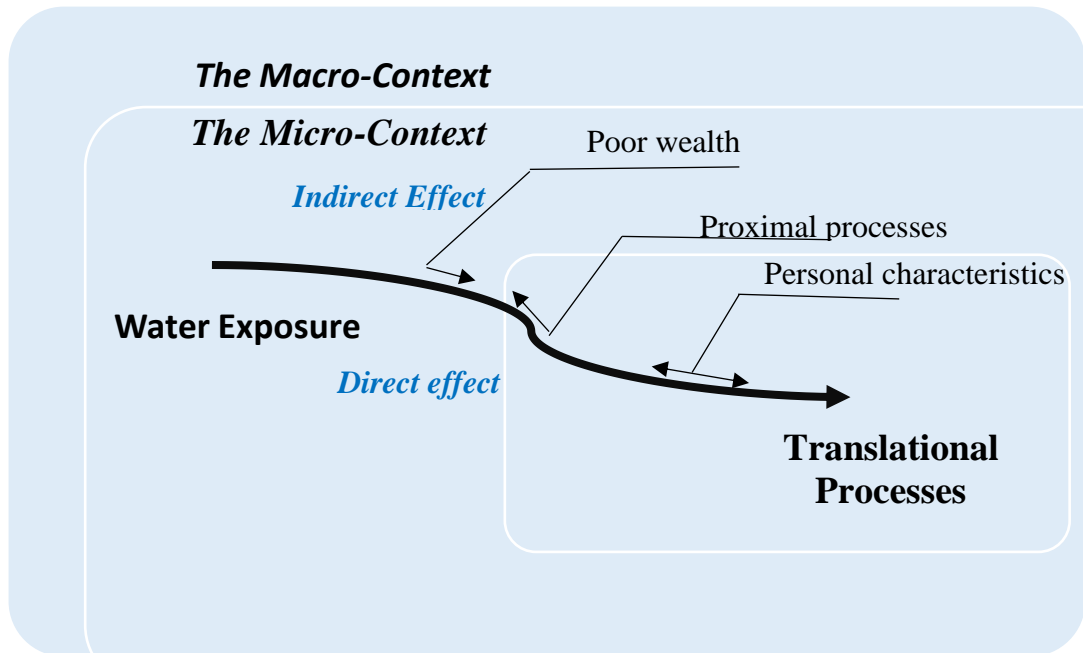 The Macro-Context
The Micro-Context
Poor wealth
Indirect Effect
Proximal processes
Personal characteristics
Water Exposure
Direct effect
Translational
Processes